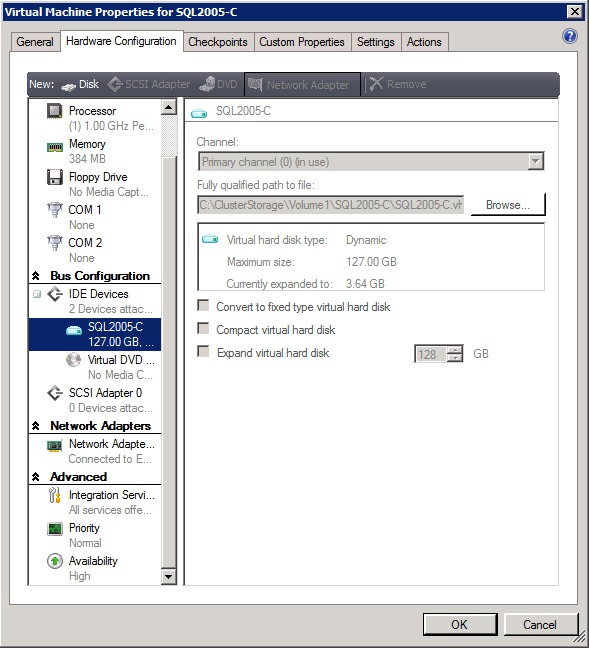 Virtual Machine Properties for SQL2005-C
General Hardware Configuration Checkpoints Custom Properties Settings Actions
New: Disk SCSI Adapter DVD Network Adapter Remove
Processor
(1) 1.00 GHz Pe...
Memory
384 MB
Floppy Drive
No Media Capt...
COM 1
None
COM 2
None
Bus Configuration
IDE Devices
2 Devices attac...
SQL2005-C
127.00 GB, ...
Virtual DVD ...
No Media C...
SCSI Adapter 0
0 Devices attac...
Network Adapters
Network Adapte...
Connected to E...
Advanced
Integration Servi...
All services offe...
Priority
Normal
Availability
High
SQL2005-C
Channel:
Primary channel (0) (in use)
Fully qualified path to file:
C:\ClusterStorage\Volume1\SQL2005-C\SQL2005-C.vh
Browse...
Virtual hard disk type: Dynamic
Maximum size: 127.00 GB
Currently expanded to: 3.64 GB
Convert to fixed type virtual hard disk
Compact virtual hard disk
Expand virtual hard disk 128 GB
OK Cancel